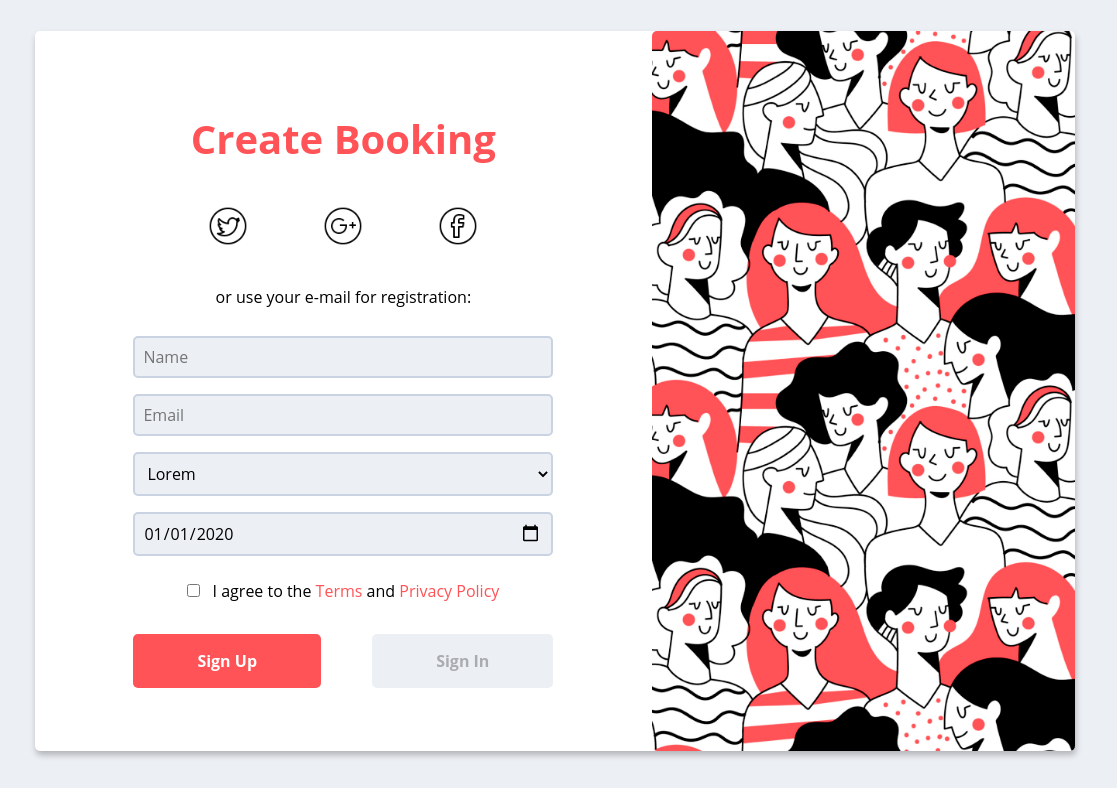 Create Booking
G+
or use your e-mail for registration:
Name
Email
Lorem
01/01/2020
I agree to the Terms and Privacy Policy
Sign Up
Sign In